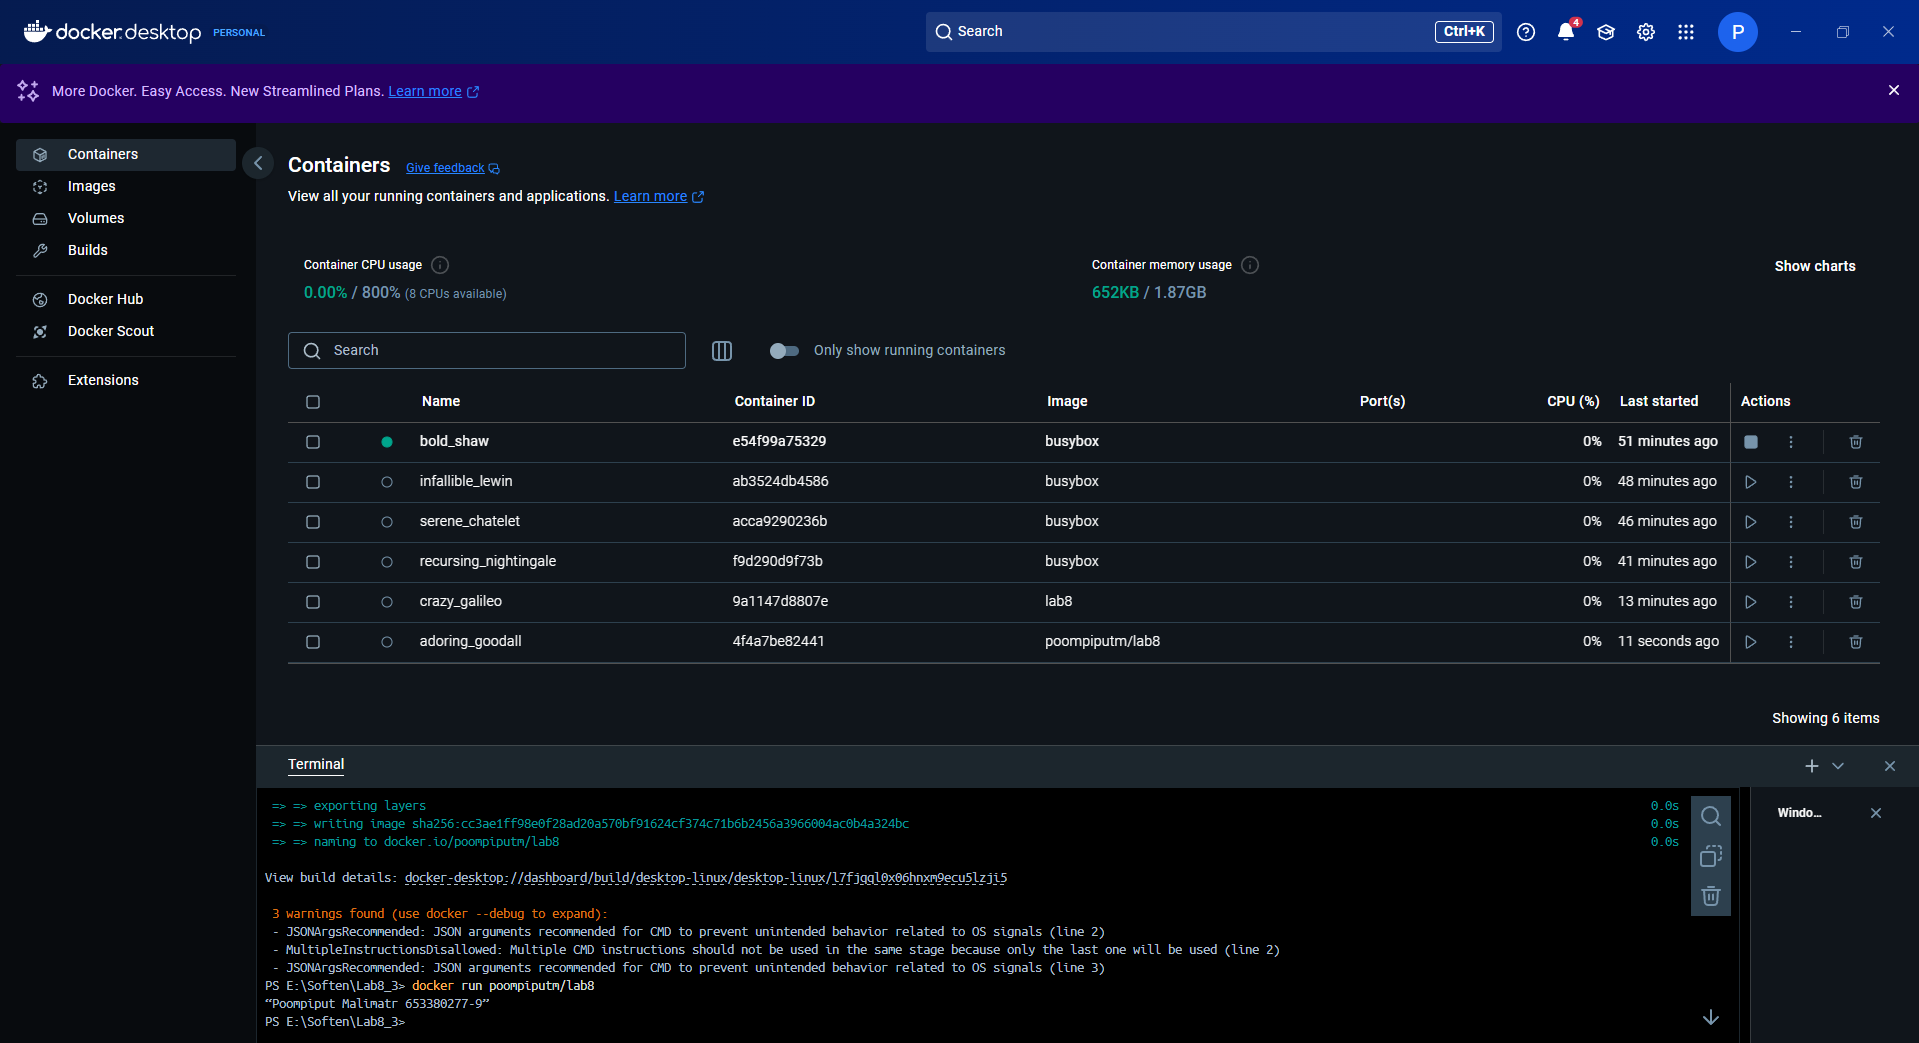 docker desktop PERSONAL
Search Ctrl+K
4
P
More Docker. Easy Access. New Streamlined Plans. Learn more
Containers
Images
Volumes
Builds
Docker Hub
Docker Scout
Extensions
Containers Give feedback
View all your running containers and applications. Learn more
Container CPU usage
0.00% / 800% (8 CPUs available)
Container memory usage
652KB / 1.87GB
Show charts
Search
Only show running containers
Name Container ID Image Port(s) CPU (%) Last started Actions
bold_shaw e54f99a75329 busybox 0% 51 minutes ago
infallible_lewin ab3524db4586 busybox 0% 48 minutes ago
serene_chatelet acca9290236b busybox 0% 46 minutes ago
recursing_nightingale f9d290d9f73b busybox 0% 41 minutes ago
crazy_galileo 9a1147d8807e lab8 0% 13 minutes ago
adoring_goodall 4f4a7be82441 poompiputm/lab8 0% 11 seconds ago
Showing 6 items
Terminal
=> => exporting layers 0.0s
=> => writing image sha256:cc3ae1ff98e0f28ad20a570bf91624cf374c71b6b2456a3966004ac0b4a324bc 0.0s
=> => naming to docker.io/poompiputm/lab8 0.0s
View build details: docker-desktop://dashboard/build/desktop-linux/desktop-linux/l7fjqql0x06hnxm9ecu5lzji5
3 warnings found (use docker --debug to expand):
- JSONArgsRecommended: JSON arguments recommended for CMD to prevent unintended behavior related to OS signals (line 2)
- MultipleInstructionsDisallowed: Multiple CMD instructions should not be used in the same stage because only the last one will be used (line 2)
- JSONArgsRecommended: JSON arguments recommended for CMD to prevent unintended behavior related to OS signals (line 3)
PS E:\Soften\Lab8_3> docker run poompiputm/lab8
“Poompiput Malimatr 653380277-9”
PS E:\Soften\Lab8_3>
Windo...